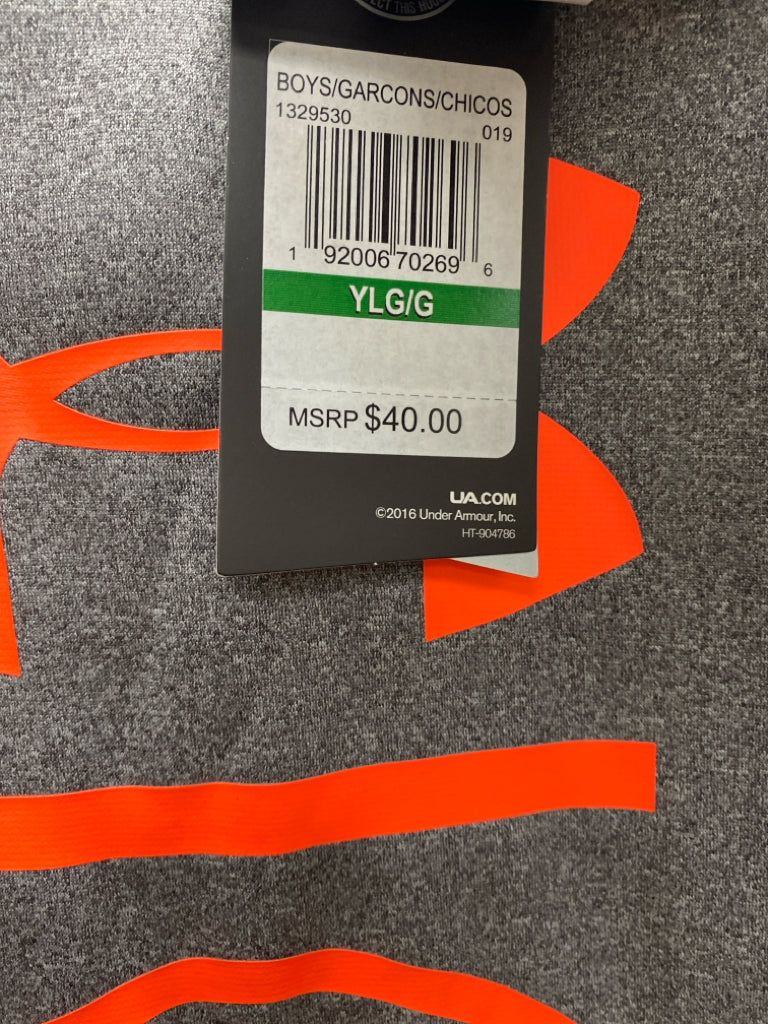 BOYS/GARCONS/CHICOS
1329530 019
1 92006 70269 6
YLG/G
MSRP $40.00
UA.COM
©2016 Under Armour, Inc.
HT-904786